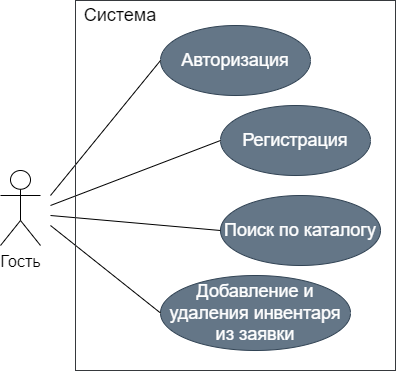 Система
Авторизация
Регистрация
Поиск по каталогу
Гость
Добавление и
удаления инвентаря
из заявки